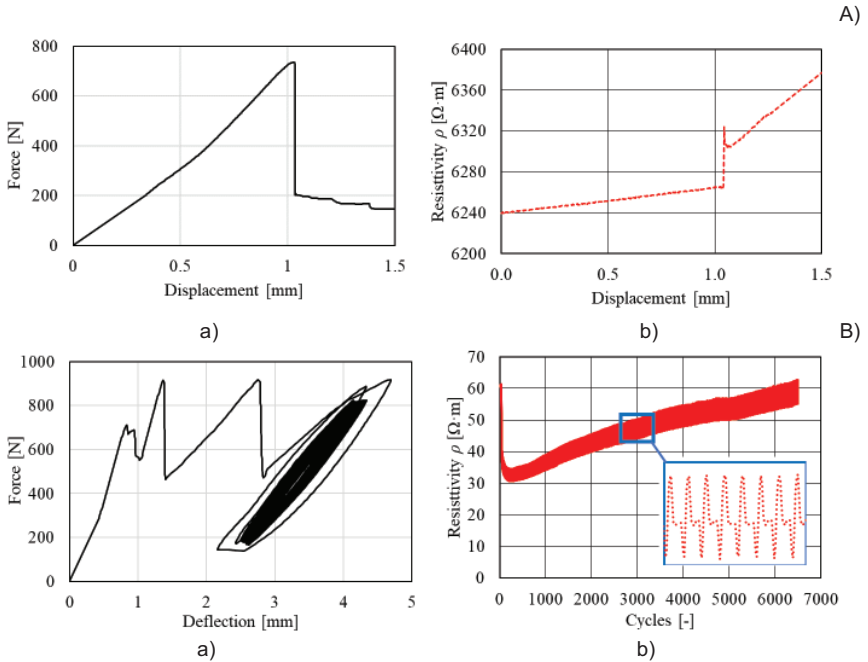 A)
800
600
400
200
0
Force [N]
0 0.5 1 1.5
Displacement [mm]
a)
6400
6360
6320
6280
6240
6200
Resisttivity ρ [Ω·m]
0.0 0.5 1.0 1.5
Displacement [mm]
b)
B)
1000
800
600
400
200
0
Force [N]
0 1 2 3 4 5
Deflection [mm]
a)
70
60
50
40
30
20
10
0
Resisttivity ρ [Ω·m]
0 1000 2000 3000 4000 5000 6000 7000
Cycles [-]
b)